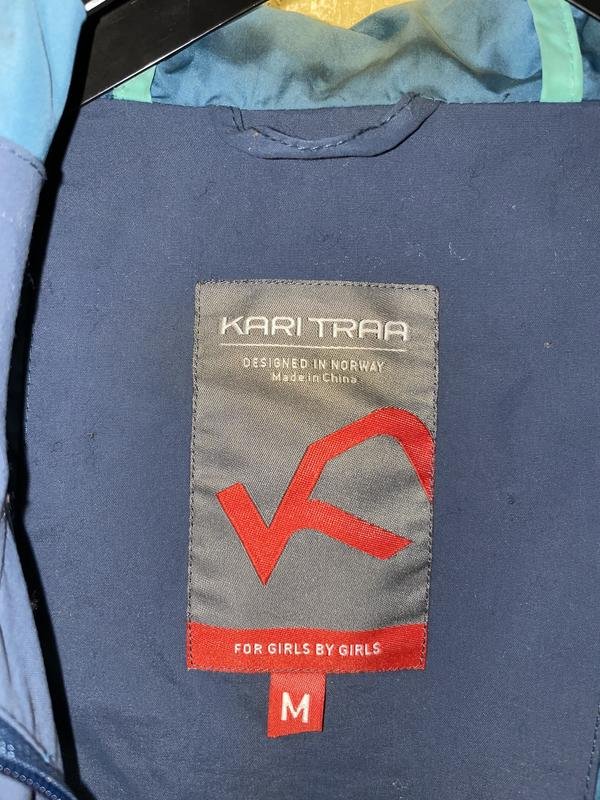 KARI TRAA
DESIGNED IN NORWAY
Made in China
FOR GIRLS BY GIRLS
M